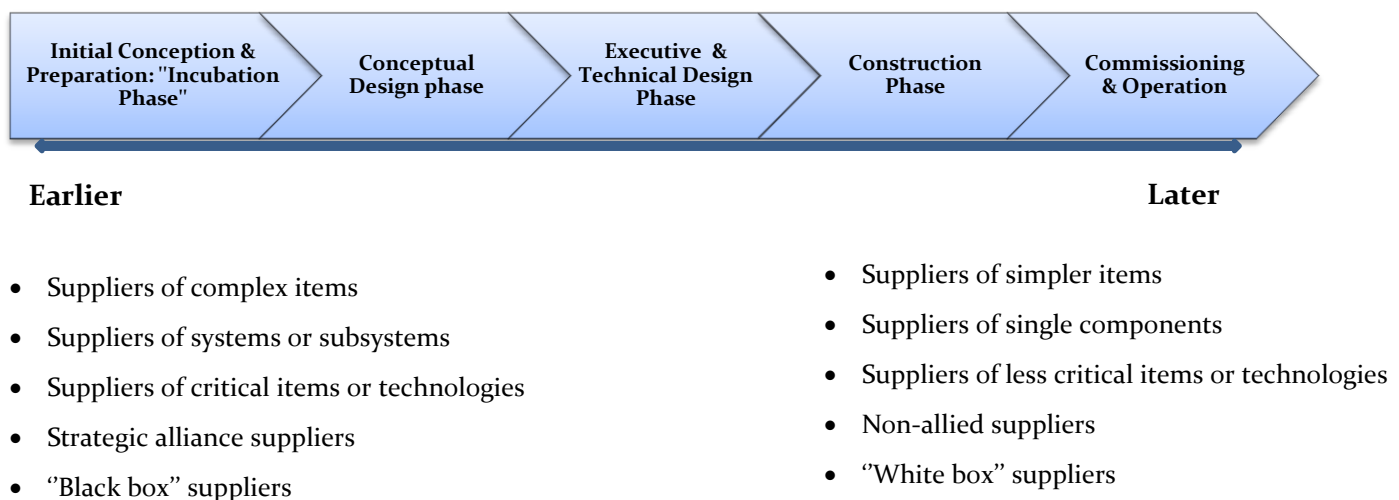 Initial Conception &
Preparation: "Incubation
Phase"
Conceptual
Design phase
Executive &
Technical Design
Phase
Construction
Phase
Commissioning
& Operation
Earlier
Later
• Suppliers of complex items
• Suppliers of systems or subsystems
• Suppliers of critical items or technologies
• Strategic alliance suppliers
• ‘’Black box’’ suppliers
• Suppliers of simpler items
• Suppliers of single components
• Suppliers of less critical items or technologies
• Non-allied suppliers
• ‘’White box’’ suppliers